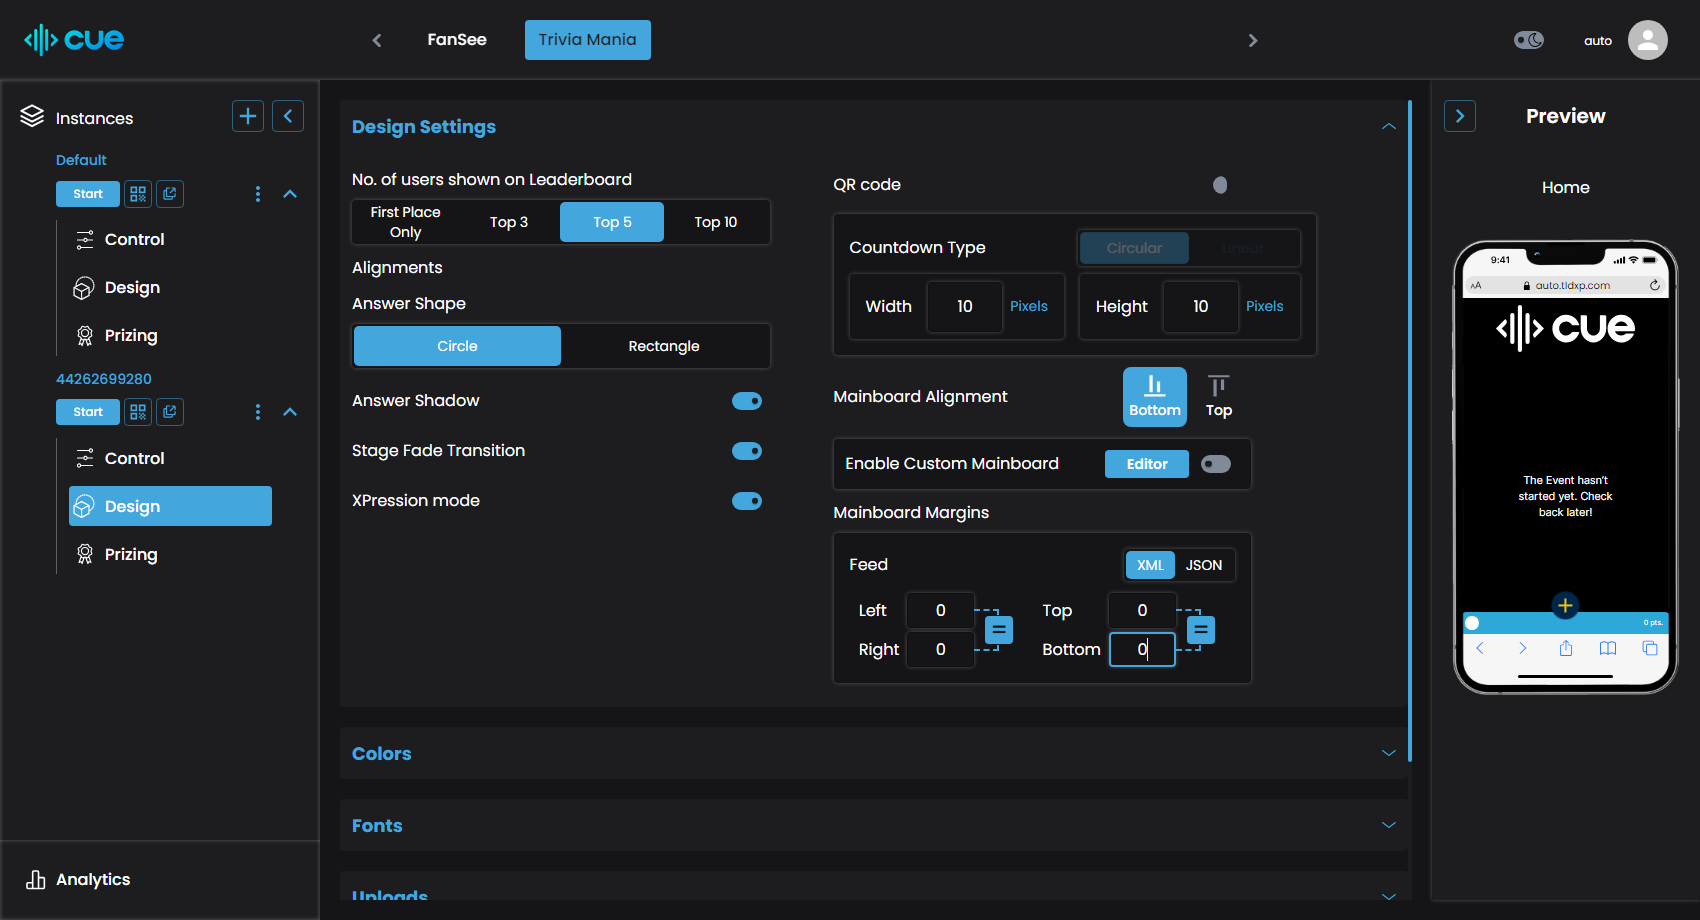 cue
FanSee
Trivia Mania
auto
Instances
Default
Start
Control
Design
Prizing
44262699280
Start
Control
Design
Prizing
Analytics
Design Settings
No. of users shown on Leaderboard
First Place
Only
Top 3
Top 5
Top 10
Alignments
Answer Shape
Circle
Rectangle
Answer Shadow
Stage Fade Transition
XPression mode
QR code
Countdown Type
Circular
Linear
Width
10
Pixels
Height
10
Pixels
Mainboard Alignment
Bottom
Top
Enable Custom Mainboard
Editor
Mainboard Margins
Feed
XML
JSON
Left
0
Top
0
Right
0
Bottom
0
Colors
Fonts
Uploads
Preview
Home
9:41
AA
auto.tldxp.com
cue
The Event hasn't
started yet. Check
back later!
0 pts.